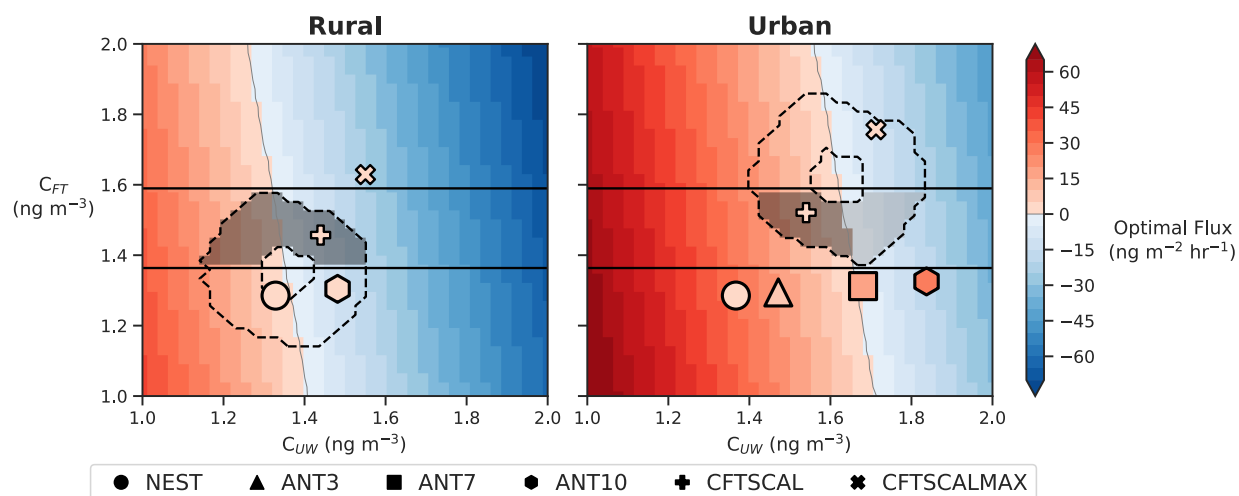 Rural
Urban
C_FT
(ng m⁻³)
2.0
1.8
1.6
1.4
1.2
1.0
1.0 1.2 1.4 1.6 1.8 2.0
C_UW (ng m⁻³)
1.0 1.2 1.4 1.6 1.8 2.0
C_UW (ng m⁻³)
60
45
30
15
0
−15
−30
−45
−60
Optimal Flux
(ng m⁻² hr⁻¹)
NEST ANT3 ANT7 ANT10 CFTSCAL CFTSCALMAX